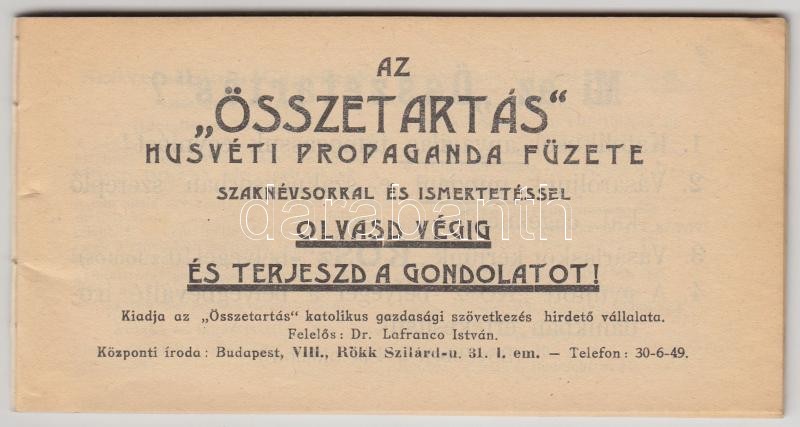 AZ
„ÖSSZETARTÁS“
HUSVÉTI PROPAGANDA FÜZETE
SZAKNÉVSORRAL ÉS ISMERTETÉSSEL
darabanth
OLVASD VÉGIG
ÉS TERJESZD A GONDOLATOT!
Kiadja az „Összetartás“ katolikus gazdasági szövetkezés hirdető vállalata.
Felelős: Dr. Lafranco István.
Központi iroda: Budapest, VIII., Rökk Szilárd-u. 31. I. em. — Telefon: 30-6-49.